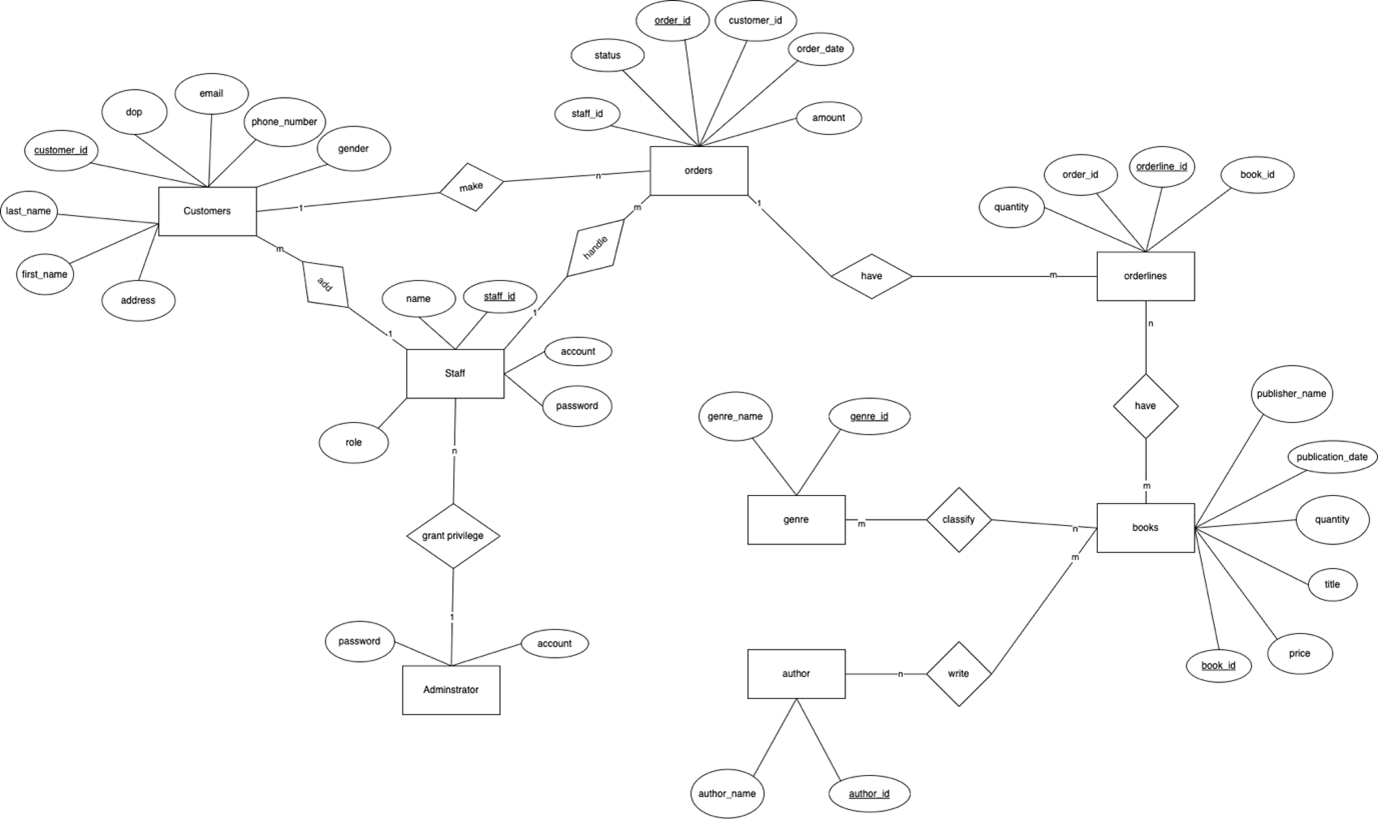 order_id
customer_id
status
order_date
staff_id
amount
orders
email
dop
phone_number
customer_id
gender
last_name
Customers
first_name
address
1
make
n
m
add
1
m
handle
1
name
staff_id
account
Staff
password
role
n
grant privilege
1
password
account
Adminstrator
1
have
m
orderline_id
order_id
book_id
quantity
orderlines
n
have
m
publisher_name
publication_date
quantity
title
price
book_id
books
genre_name
genre_id
genre
m
classify
n
m
author
n
write
author_name
author_id